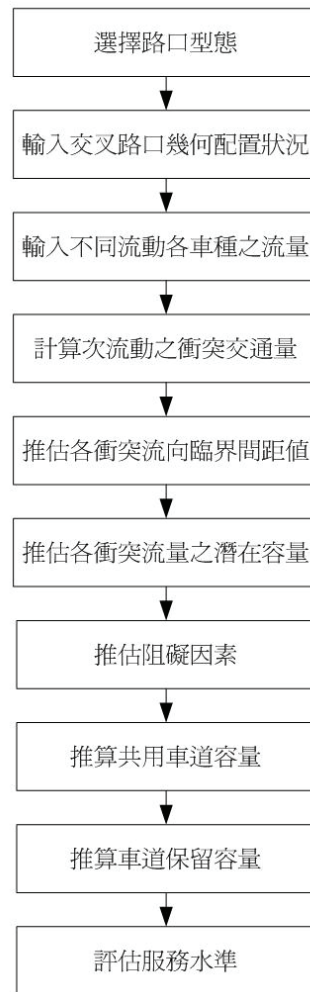 選擇路口型態
輸入交叉路口幾何配置狀況
輸入不同流動各車種之流量
計算次流動之衝突交通量
推估各衝突流向臨界間距值
推估各衝突流量之潛在容量
推估阻礙因素
推算共用車道容量
推算車道保留容量
評估服務水準